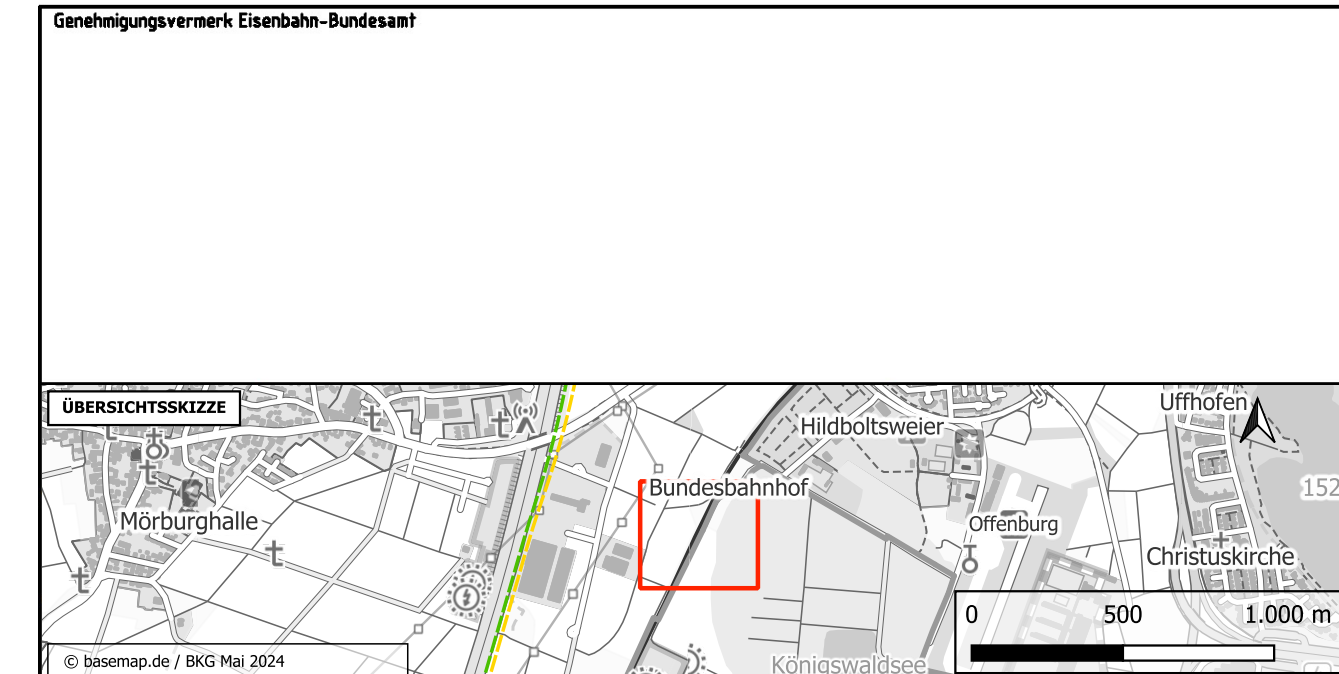 Genehmigungsvermerk Eisenbahn-Bundesamt
ÜBERSICHTSSKIZZE
Uffhofen
Hildboltsweier
Bundesbahnhof
152
Mörburghalle
Offenburg
Christuskirche
0 500 1.000 m
© basemap.de / BKG Mai 2024
Königswaldsee